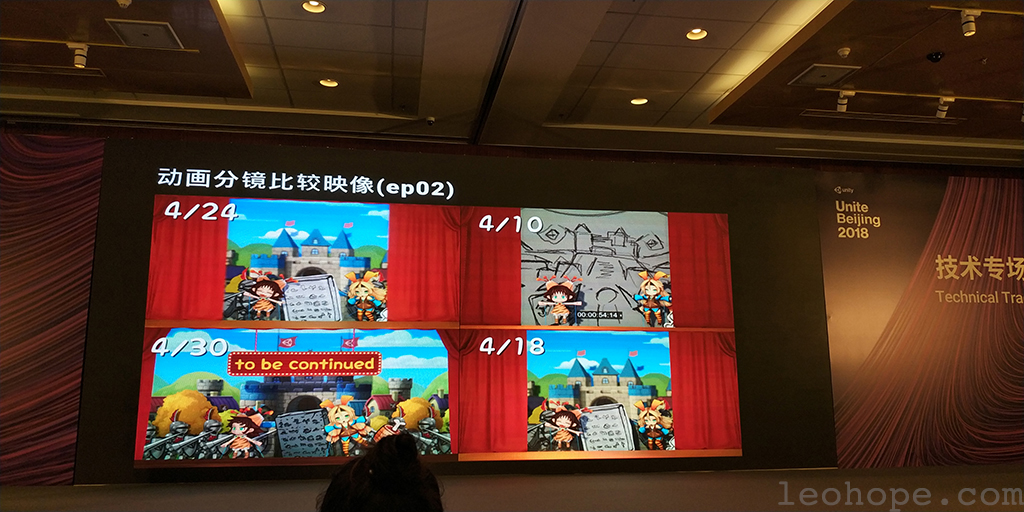 动画分镜比较映像(ep02)
4/24
4/10
00:00:54:14
4/30
to be continued
4/18
unity
Unite
Beijing
2018
技术专场
Technical Tra
leohope.com